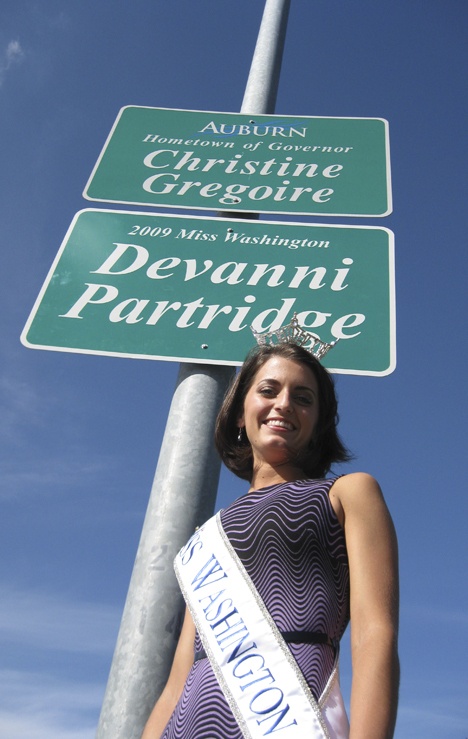 AUBURN
Hometown of Governor
Christine
Gregoire
2009 Miss Washington
Devanni
Partridge
MISS WASHINGTON